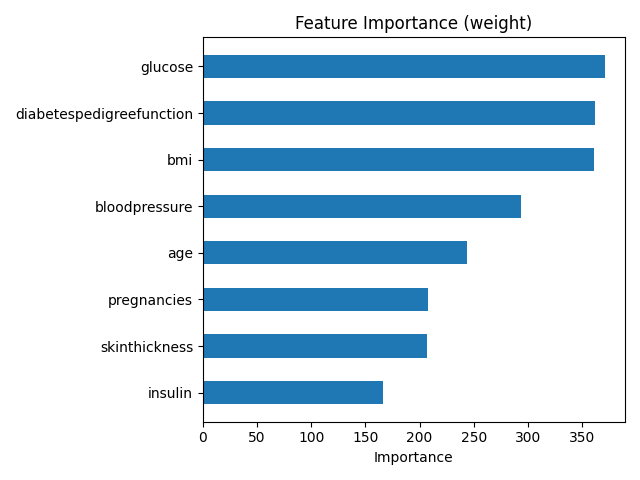 Feature Importance (weight)
glucose
diabetespedigreefunction
bmi
bloodpressure
age
pregnancies
skinthickness
insulin
0 50 100 150 200 250 300 350
Importance